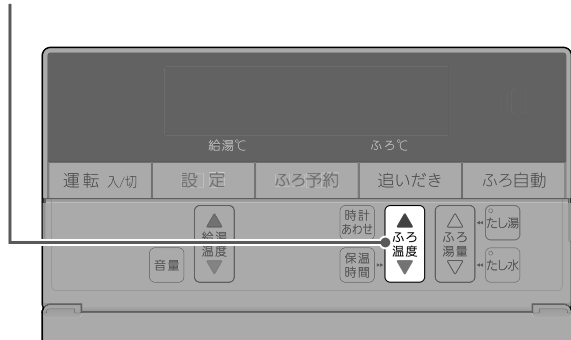 給湯℃ ふろ℃
運転 入/切 設定 ふろ予約 追いだき ふろ自動
音量
▲
給湯
温度
▼
時計
あわせ
保温
時間
▲
ふろ
温度
▼
△
ふろ
湯量
▽
たし湯
たし水